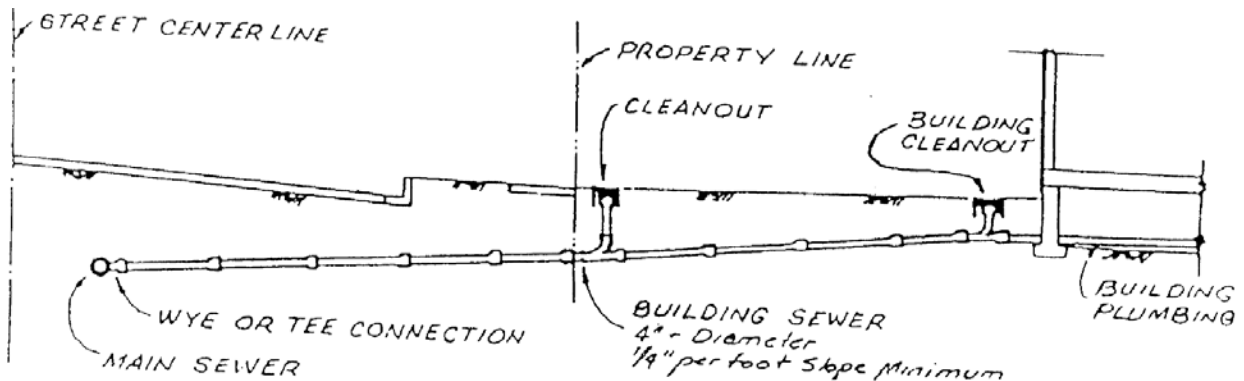 STREET CENTER LINE
PROPERTY LINE
CLEANOUT
BUILDING
CLEANOUT
WYE OR TEE CONNECTION
MAIN SEWER
BUILDING SEWER
4" - Diameter
1/4" per foot Slope Minimum
BUILDING
PLUMBING